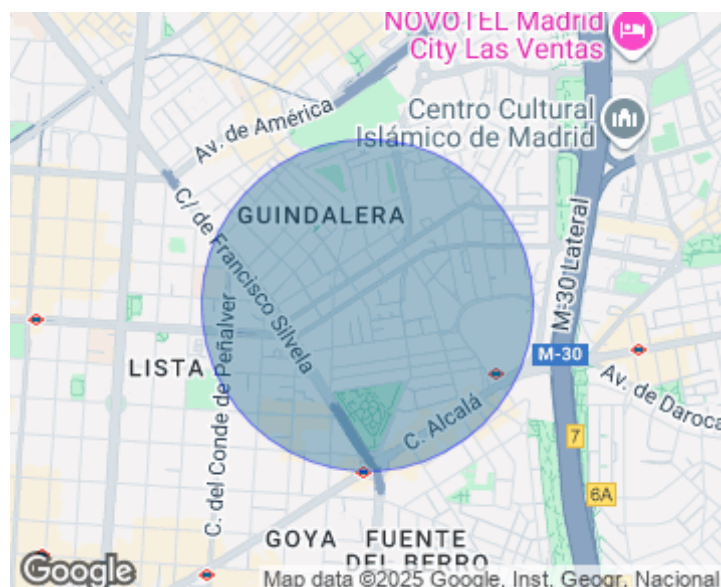 NOVOTEL Madrid
City Las Ventas
Centro Cultural
Islámico de Madrid
Av. de América
C/ de Francisco Silvela
GUINDALERA
M-30 Lateral
LISTA
C. del Conde de Peñalver
M-30
Av. de Daroca
C. Alcalá
7
6A
GOYA
FUENTE
DEL BERRO
Google
Map data ©2025 Google, Inst. Geogr. Nacional